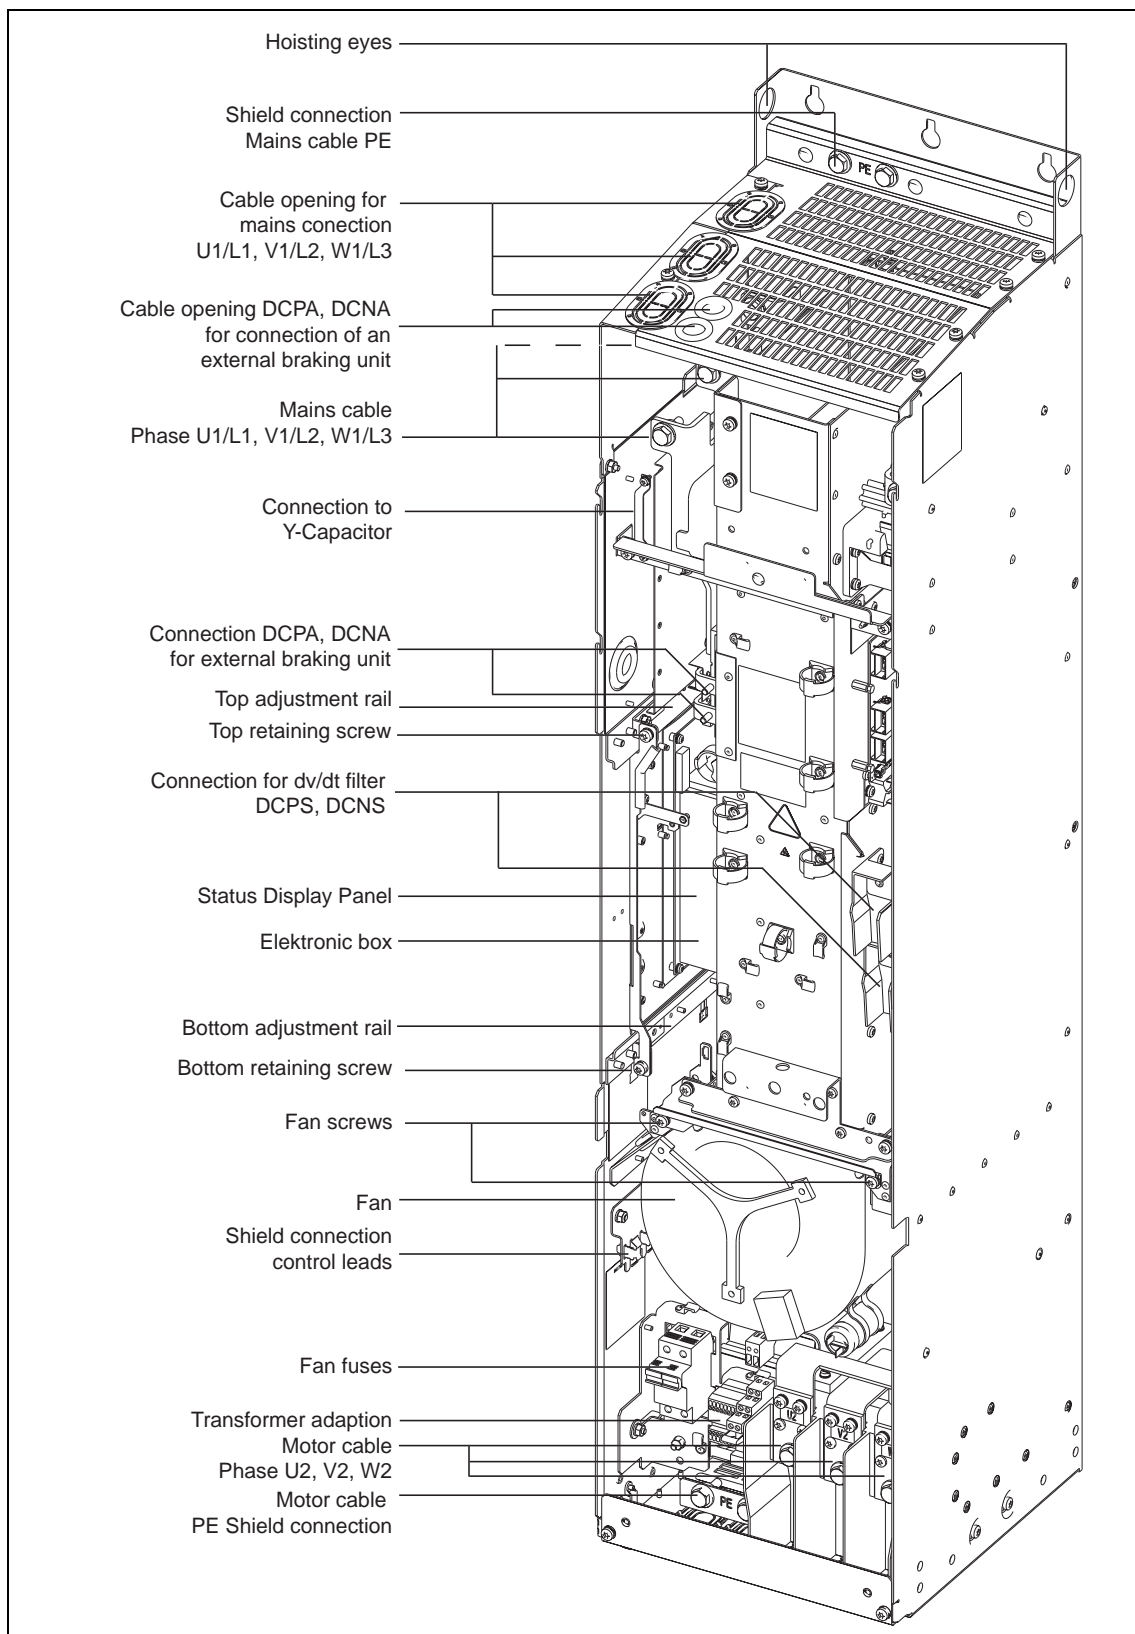 Hoisting eyes
Shield connection
Mains cable PE
PE
Cable opening for
mains conection
U1/L1, V1/L2, W1/L3
Cable opening DCPA, DCNA
for connection of an
external braking unit
Mains cable
Phase U1/L1, V1/L2, W1/L3
Connection to
Y-Capacitor
Connection DCPA, DCNA
for external braking unit
Top adjustment rail
Top retaining screw
Connection for dv/dt filter
DCPS, DCNS
Status Display Panel
Elektronic box
Bottom adjustment rail
Bottom retaining screw
Fan screws
Fan
Shield connection
control leads
Fan fuses
Transformer adaption
Motor cable
Phase U2, V2, W2
Motor cable
PE Shield connection
U2
V2
PE